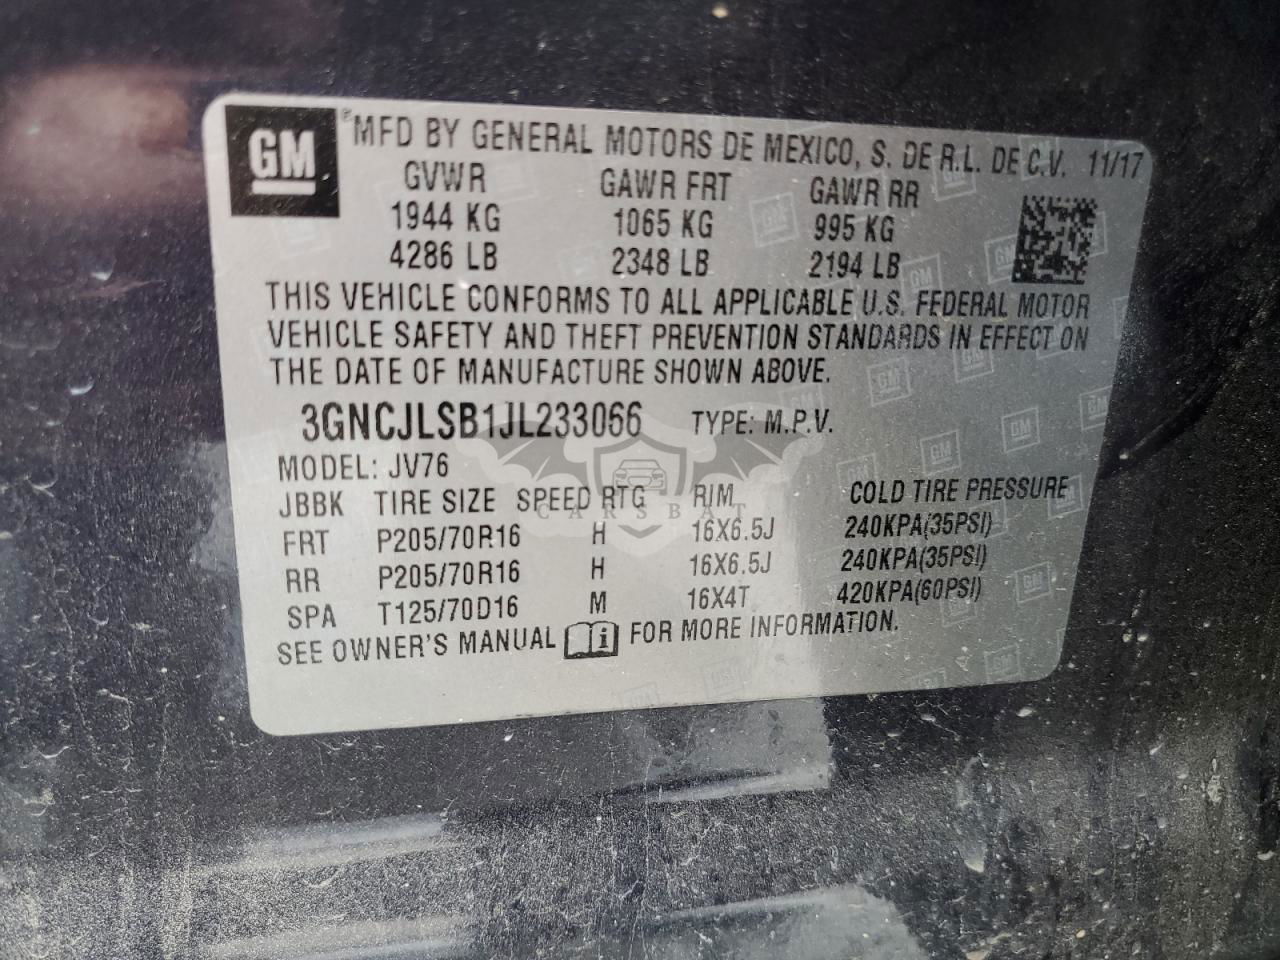 GM ® MFD BY GENERAL MOTORS DE MEXICO, S. DE R.L. DE C.V. 11/17
GVWR GAWR FRT GAWR RR
1944 KG 1065 KG 995 KG
4286 LB 2348 LB 2194 LB
THIS VEHICLE CONFORMS TO ALL APPLICABLE U.S. FEDERAL MOTOR
VEHICLE SAFETY AND THEFT PREVENTION STANDARDS IN EFFECT ON
THE DATE OF MANUFACTURE SHOWN ABOVE.
3GNCJLSB1JL233066 TYPE: M.P.V.
MODEL: JV76
JBBK TIRE SIZE SPEED RTG RIM COLD TIRE PRESSURE
CARSBAT
FRT P205/70R16 H 16X6.5J 240KPA(35PSI)
RR P205/70R16 H 16X6.5J 240KPA(35PSI)
SPA T125/70D16 M 16X4T 420KPA(60PSI)
SEE OWNER'S MANUAL FOR MORE INFORMATION.